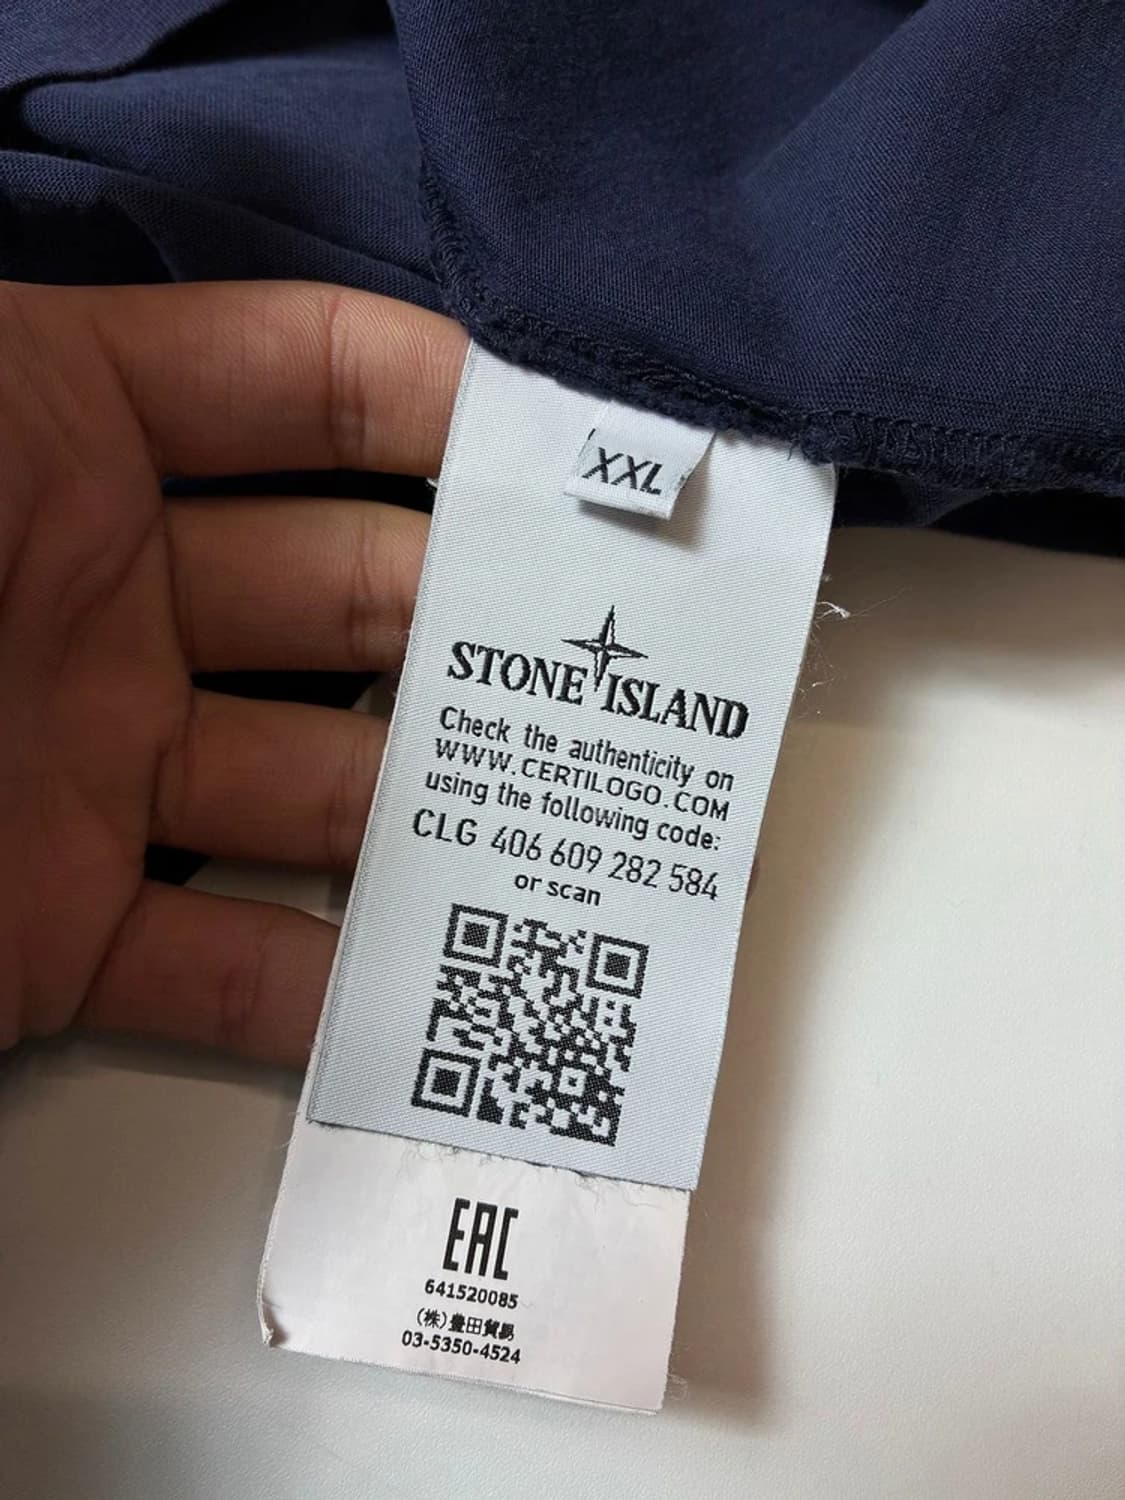 XXL
STONE ISLAND
Check the authenticity on
WWW.CERTILOGO.COM
using the following code:
CLG 406 609 282 584
or scan
EAC
641520085
(株)豊田貿易
03-5350-4524